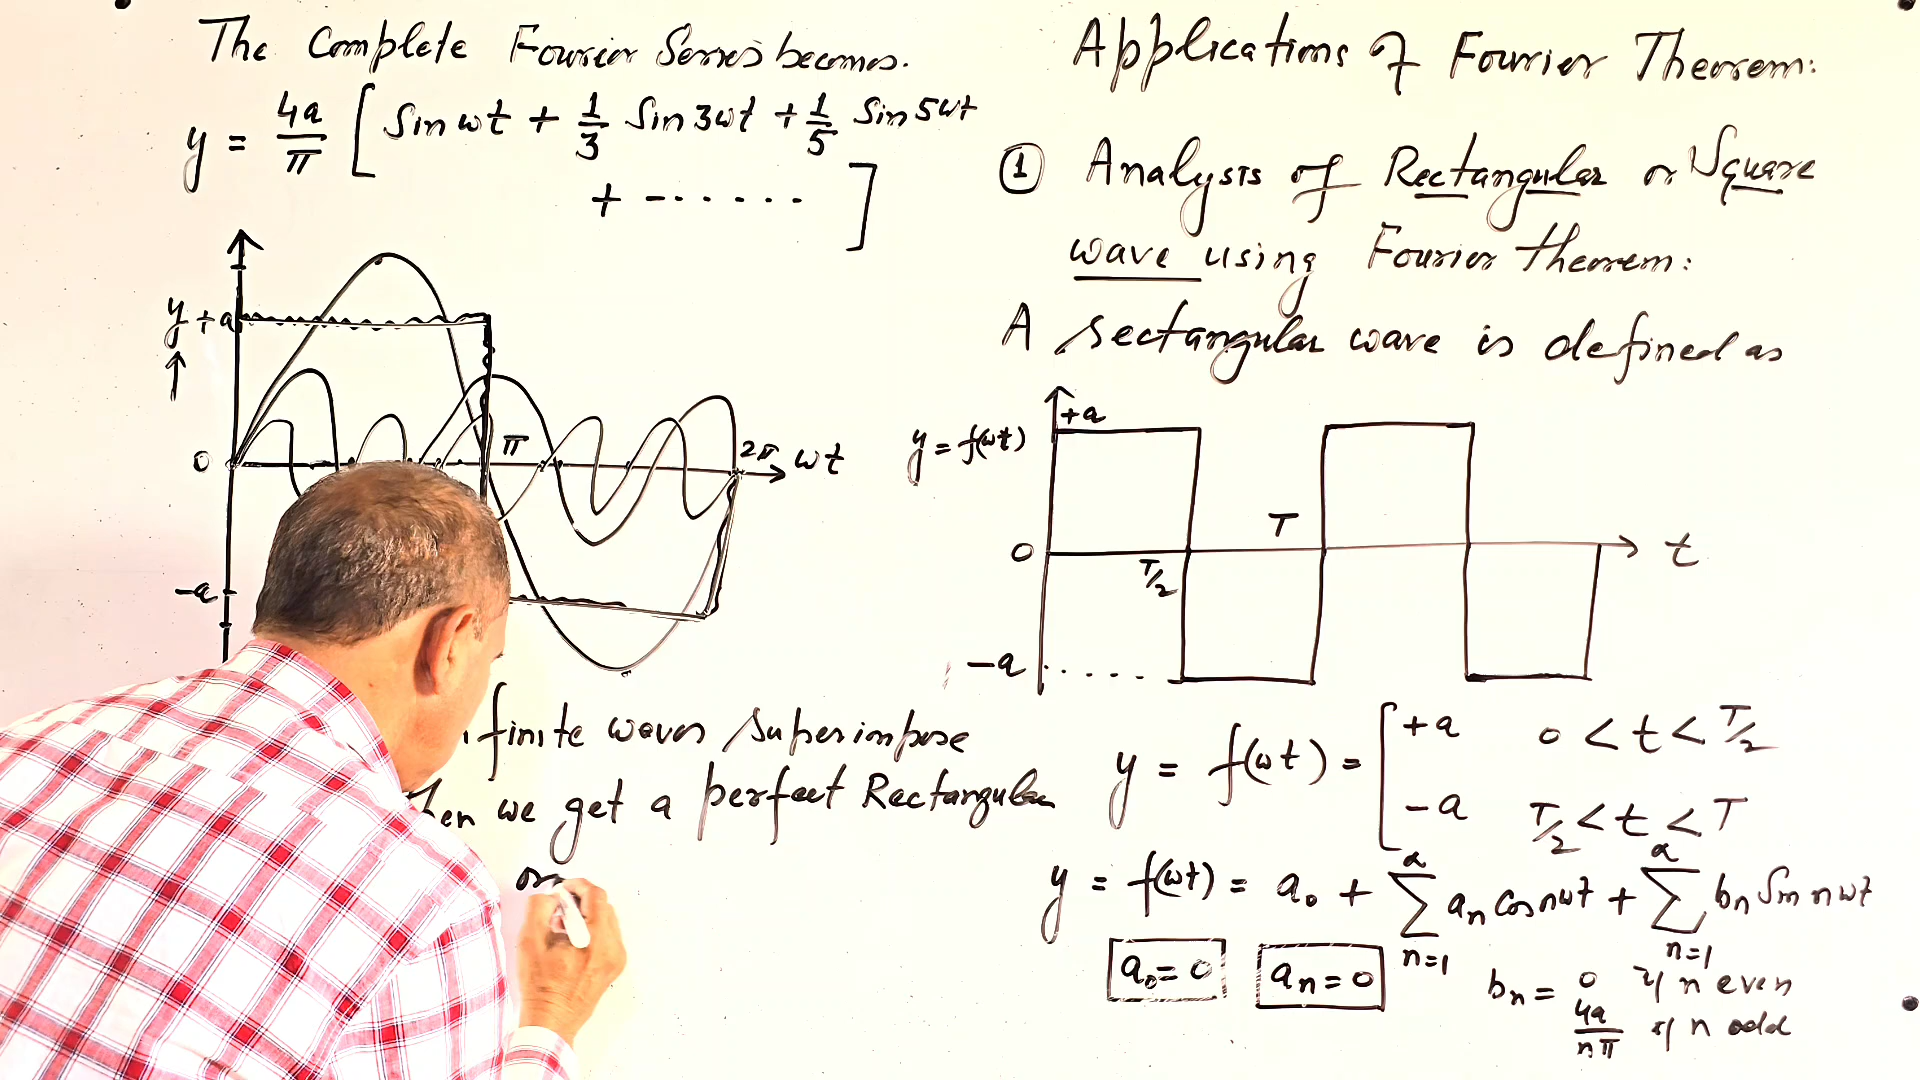 The Complete Fourier Series becomes.
y = 4a/π [ Sin ωt + 1/3 Sin 3ωt + 1/5 Sin 5ωt
+ - · · · · · · ]
y +a
0 π 2π ωt
-a
finite waves Superimpose
then we get a perfect Rectangular
or
Applications of Fourier Theorem:
① Analysis of Rectangular or Square
wave using Fourier theorem:
A rectangular wave is defined as
+a
y = f(ωt)
T
0 T/2 t
-a
y = f(ωt) = [ +a 0 < t < T/2
-a T/2 < t < T
y = f(ωt) = a₀ + ∑ₙ₌₁^α aₙ Cos nωt + ∑ₙ₌₁^α bₙ Sin nωt
a₀ = 0 aₙ = 0
bₙ = 0 if n even
4a/nπ if n odd